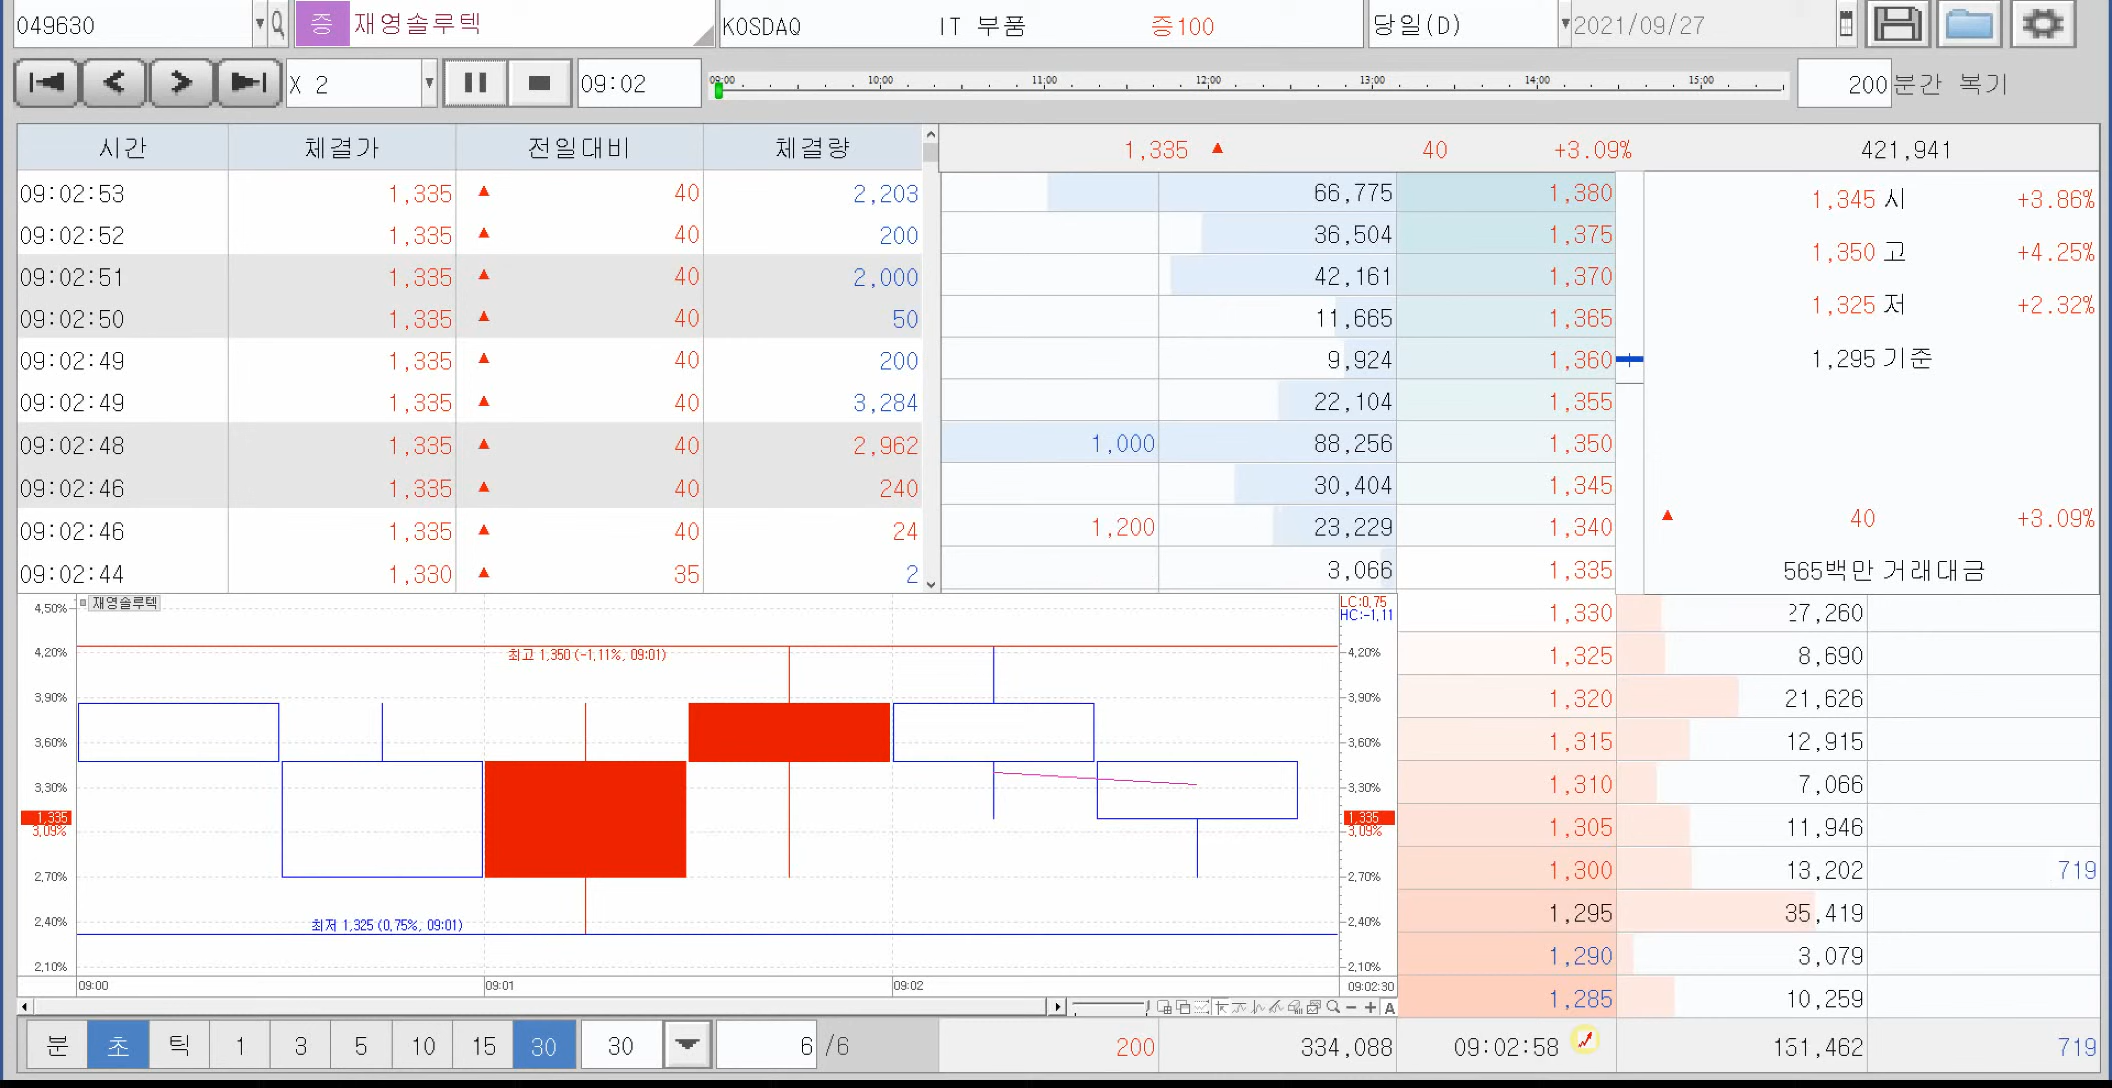 049630 증 재영솔루텍 KOSDAQ IT 부품 증100 당일(D) 2021/09/27
X 2 09:02 09:00 10:00 11:00 12:00 13:00 14:00 15:00 200 분간 복기
시간 체결가 전일대비 체결량
09:02:53 1,335 ▲ 40 2,203
09:02:52 1,335 ▲ 40 200
09:02:51 1,335 ▲ 40 2,000
09:02:50 1,335 ▲ 40 50
09:02:49 1,335 ▲ 40 200
09:02:49 1,335 ▲ 40 3,284
09:02:48 1,335 ▲ 40 2,962
09:02:46 1,335 ▲ 40 240
09:02:46 1,335 ▲ 40 24
09:02:44 1,330 ▲ 35 2
1,335 ▲ 40 +3.09% 421,941
66,775 1,380
36,504 1,375
42,161 1,370
11,665 1,365
9,924 1,360
22,104 1,355
1,000 88,256 1,350
30,404 1,345
1,200 23,229 1,340
3,066 1,335
1,345 시 +3.86%
1,350 고 +4.25%
1,325 저 +2.32%
1,295 기준
▲ 40 +3.09%
565백만 거래대금
1,330 27,260
1,325 8,690
1,320 21,626
1,315 12,915
1,310 7,066
1,305 11,946
1,300 13,202 719
1,295 35,419
1,290 3,079
1,285 10,259
재영솔루텍
LC:0,75
HC:-1,11
최고 1,350 (-1,11%, 09:01)
최저 1,325 (0,75%, 09:01)
4,50%
4,20%
3,90%
3,60%
3,30%
1,335
3,09%
2,70%
2,40%
2,10%
4,20%
3,90%
3,60%
3,30%
1,335
3,09%
2,70%
2,40%
2,10%
09:00 09:01 09:02 09:02:30
A
분 초 틱 1 3 5 10 15 30 30 6 /6 200 334,088 09:02:58 151,462 719